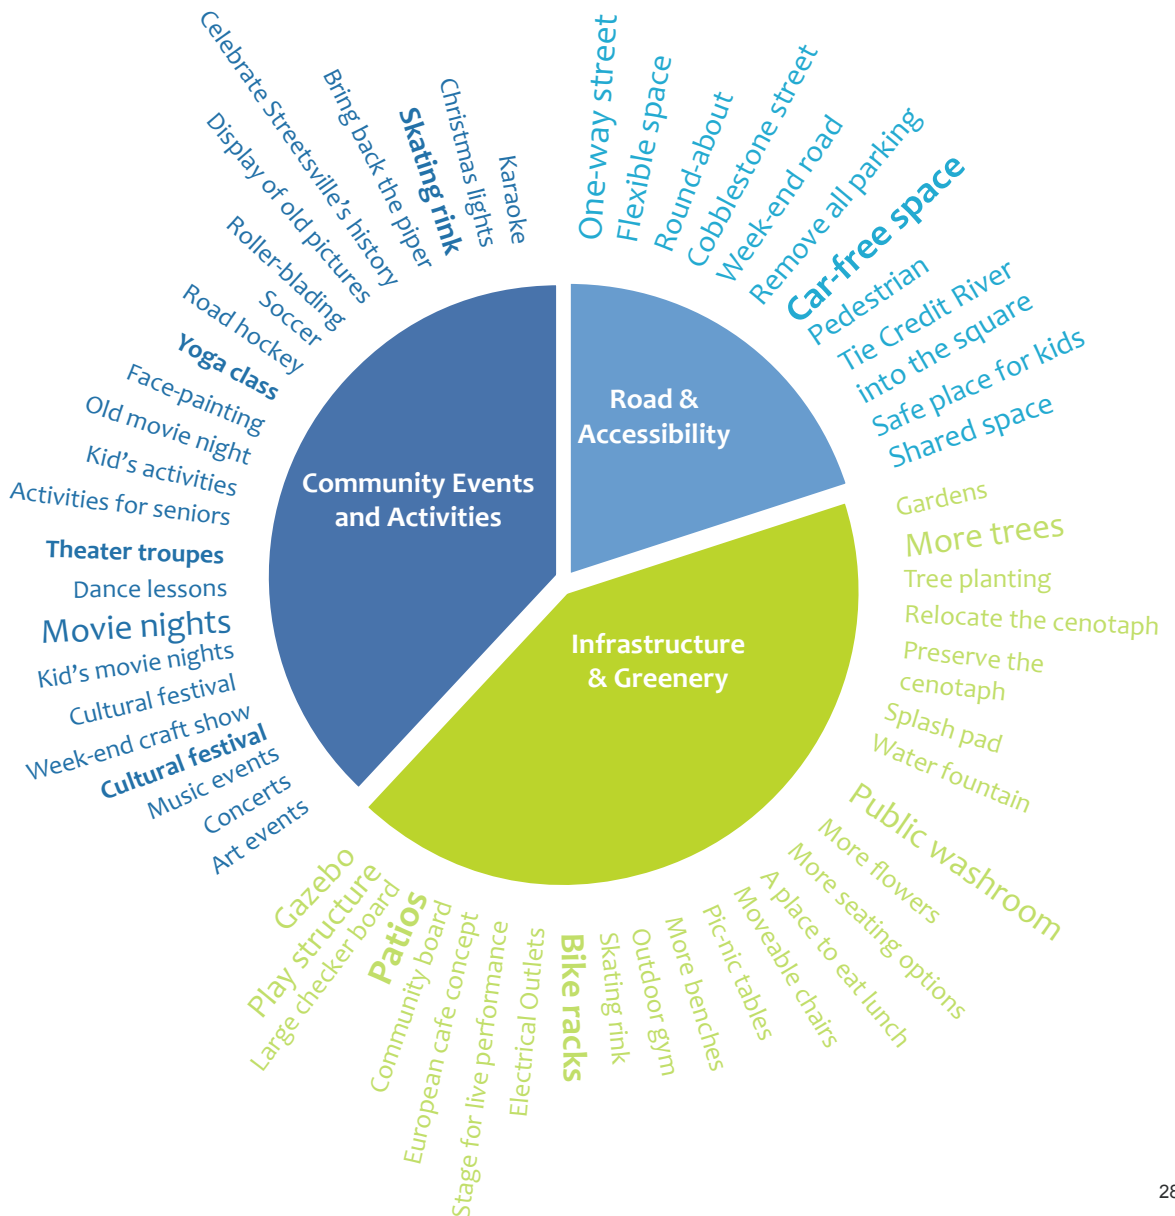 Celebrate Streetsville's history
Display of old pictures
Bring back the piper
Skating rink
Christmas lights
Karaoke
Roller-blading
Soccer
Road hockey
Yoga class
Face-painting
Old movie night
Kid's activities
Activities for seniors
Theater troupes
Dance lessons
Movie nights
Kid's movie nights
Cultural festival
Week-end craft show
Cultural festival
Music events
Concerts
Art events
One-way street
Flexible space
Round-about
Cobblestone street
Week-end road
Remove all parking
Car-free space
Pedestrian
Tie Credit River
into the square
Safe place for kids
Shared space
Road &
Accessibility
Community Events
and Activities
Infrastructure
& Greenery
Gardens
More trees
Tree planting
Relocate the cenotaph
Preserve the
cenotaph
Splash pad
Water fountain
Public washroom
More flowers
More seating options
A place to eat lunch
Moveable chairs
Pic-nic tables
More benches
Outdoor gym
Skating rink
Bike racks
Electrical Outlets
Stage for live performance
European cafe concept
Community board
Patios
Large checker board
Play structure
Gazebo
28